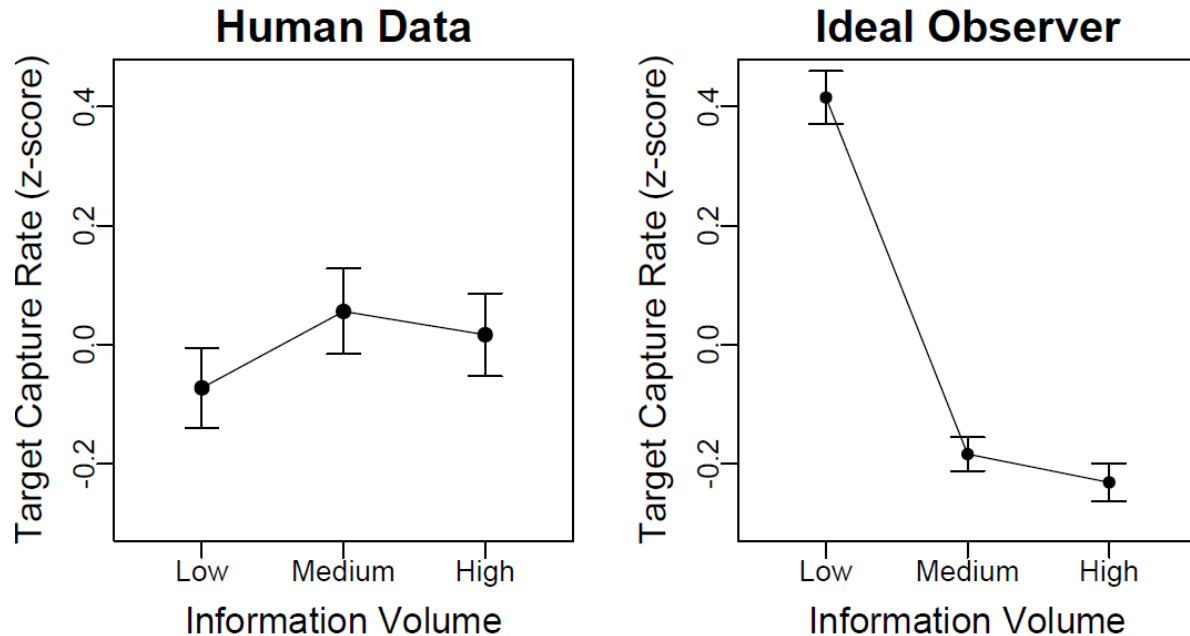 Human Data
Target Capture Rate (z-score)
0.4
0.2
0.0
-0.2
Low
Medium
High
Information Volume
Ideal Observer
Target Capture Rate (z-score)
0.4
0.2
0.0
-0.2
Low
Medium
High
Information Volume